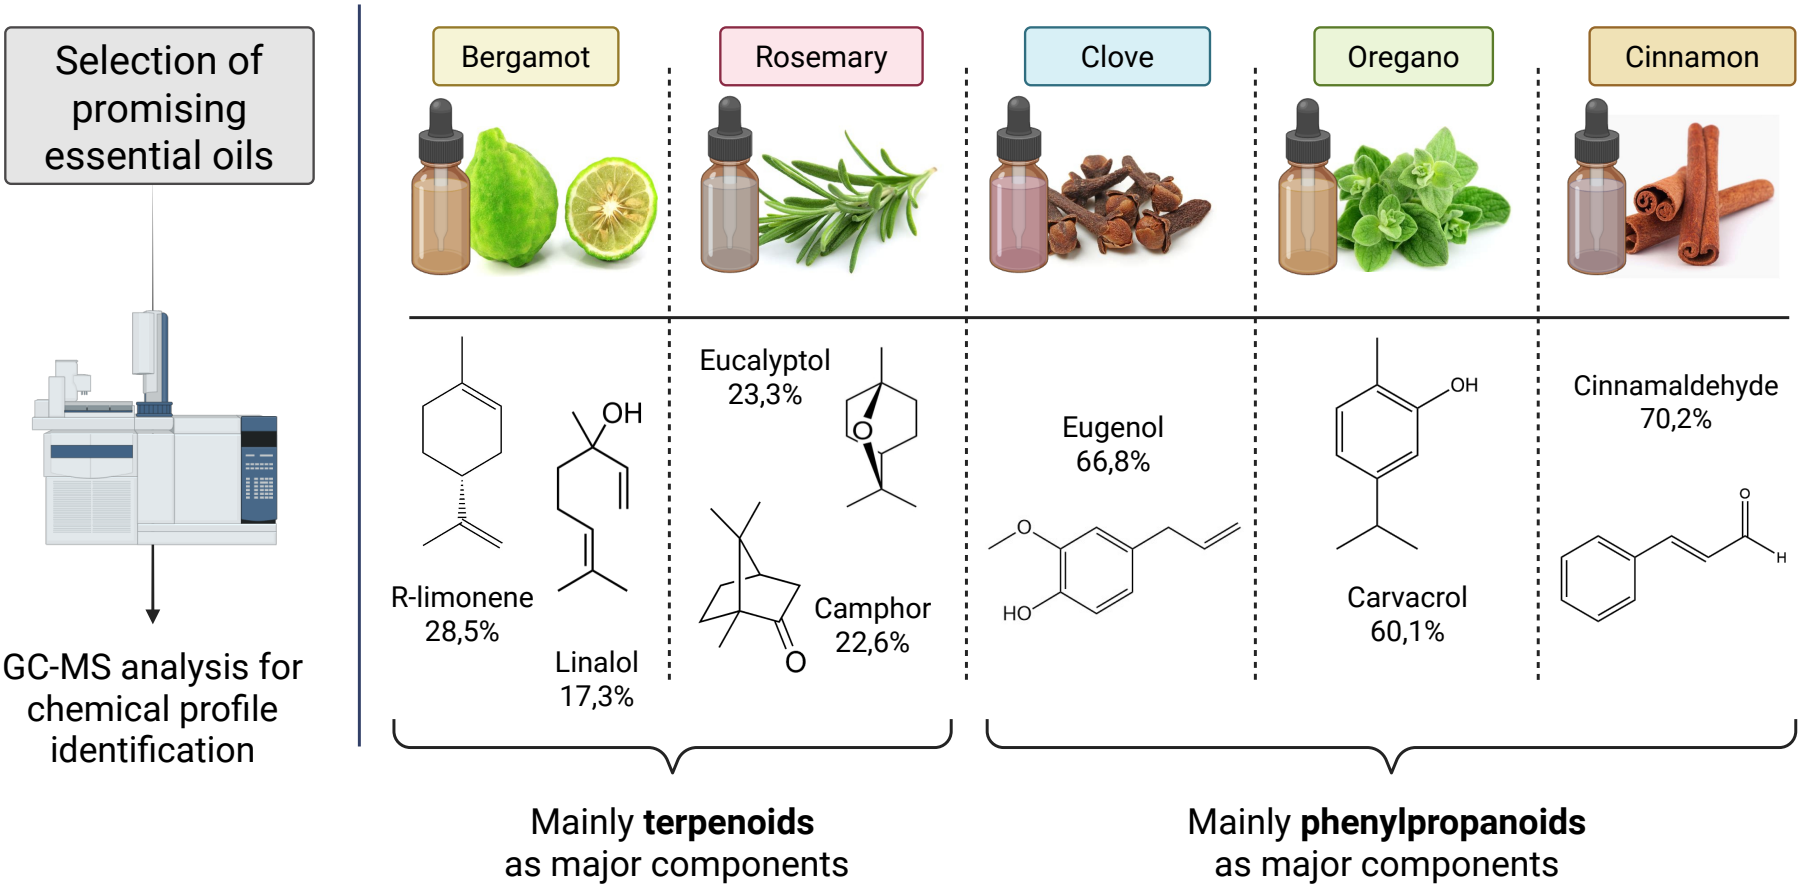 Selection of
promising
essential oils
GC-MS analysis for
chemical profile
identification
Bergamot
Rosemary
Clove
Oregano
Cinnamon
OH
R-limonene
28,5%
Linalol
17,3%
Eucalyptol
23,3%
O
Camphor
22,6%
O
Eugenol
66,8%
O
HO
OH
Carvacrol
60,1%
Cinnamaldehyde
70,2%
O
H
Mainly terpenoids
as major components
Mainly phenylpropanoids
as major components